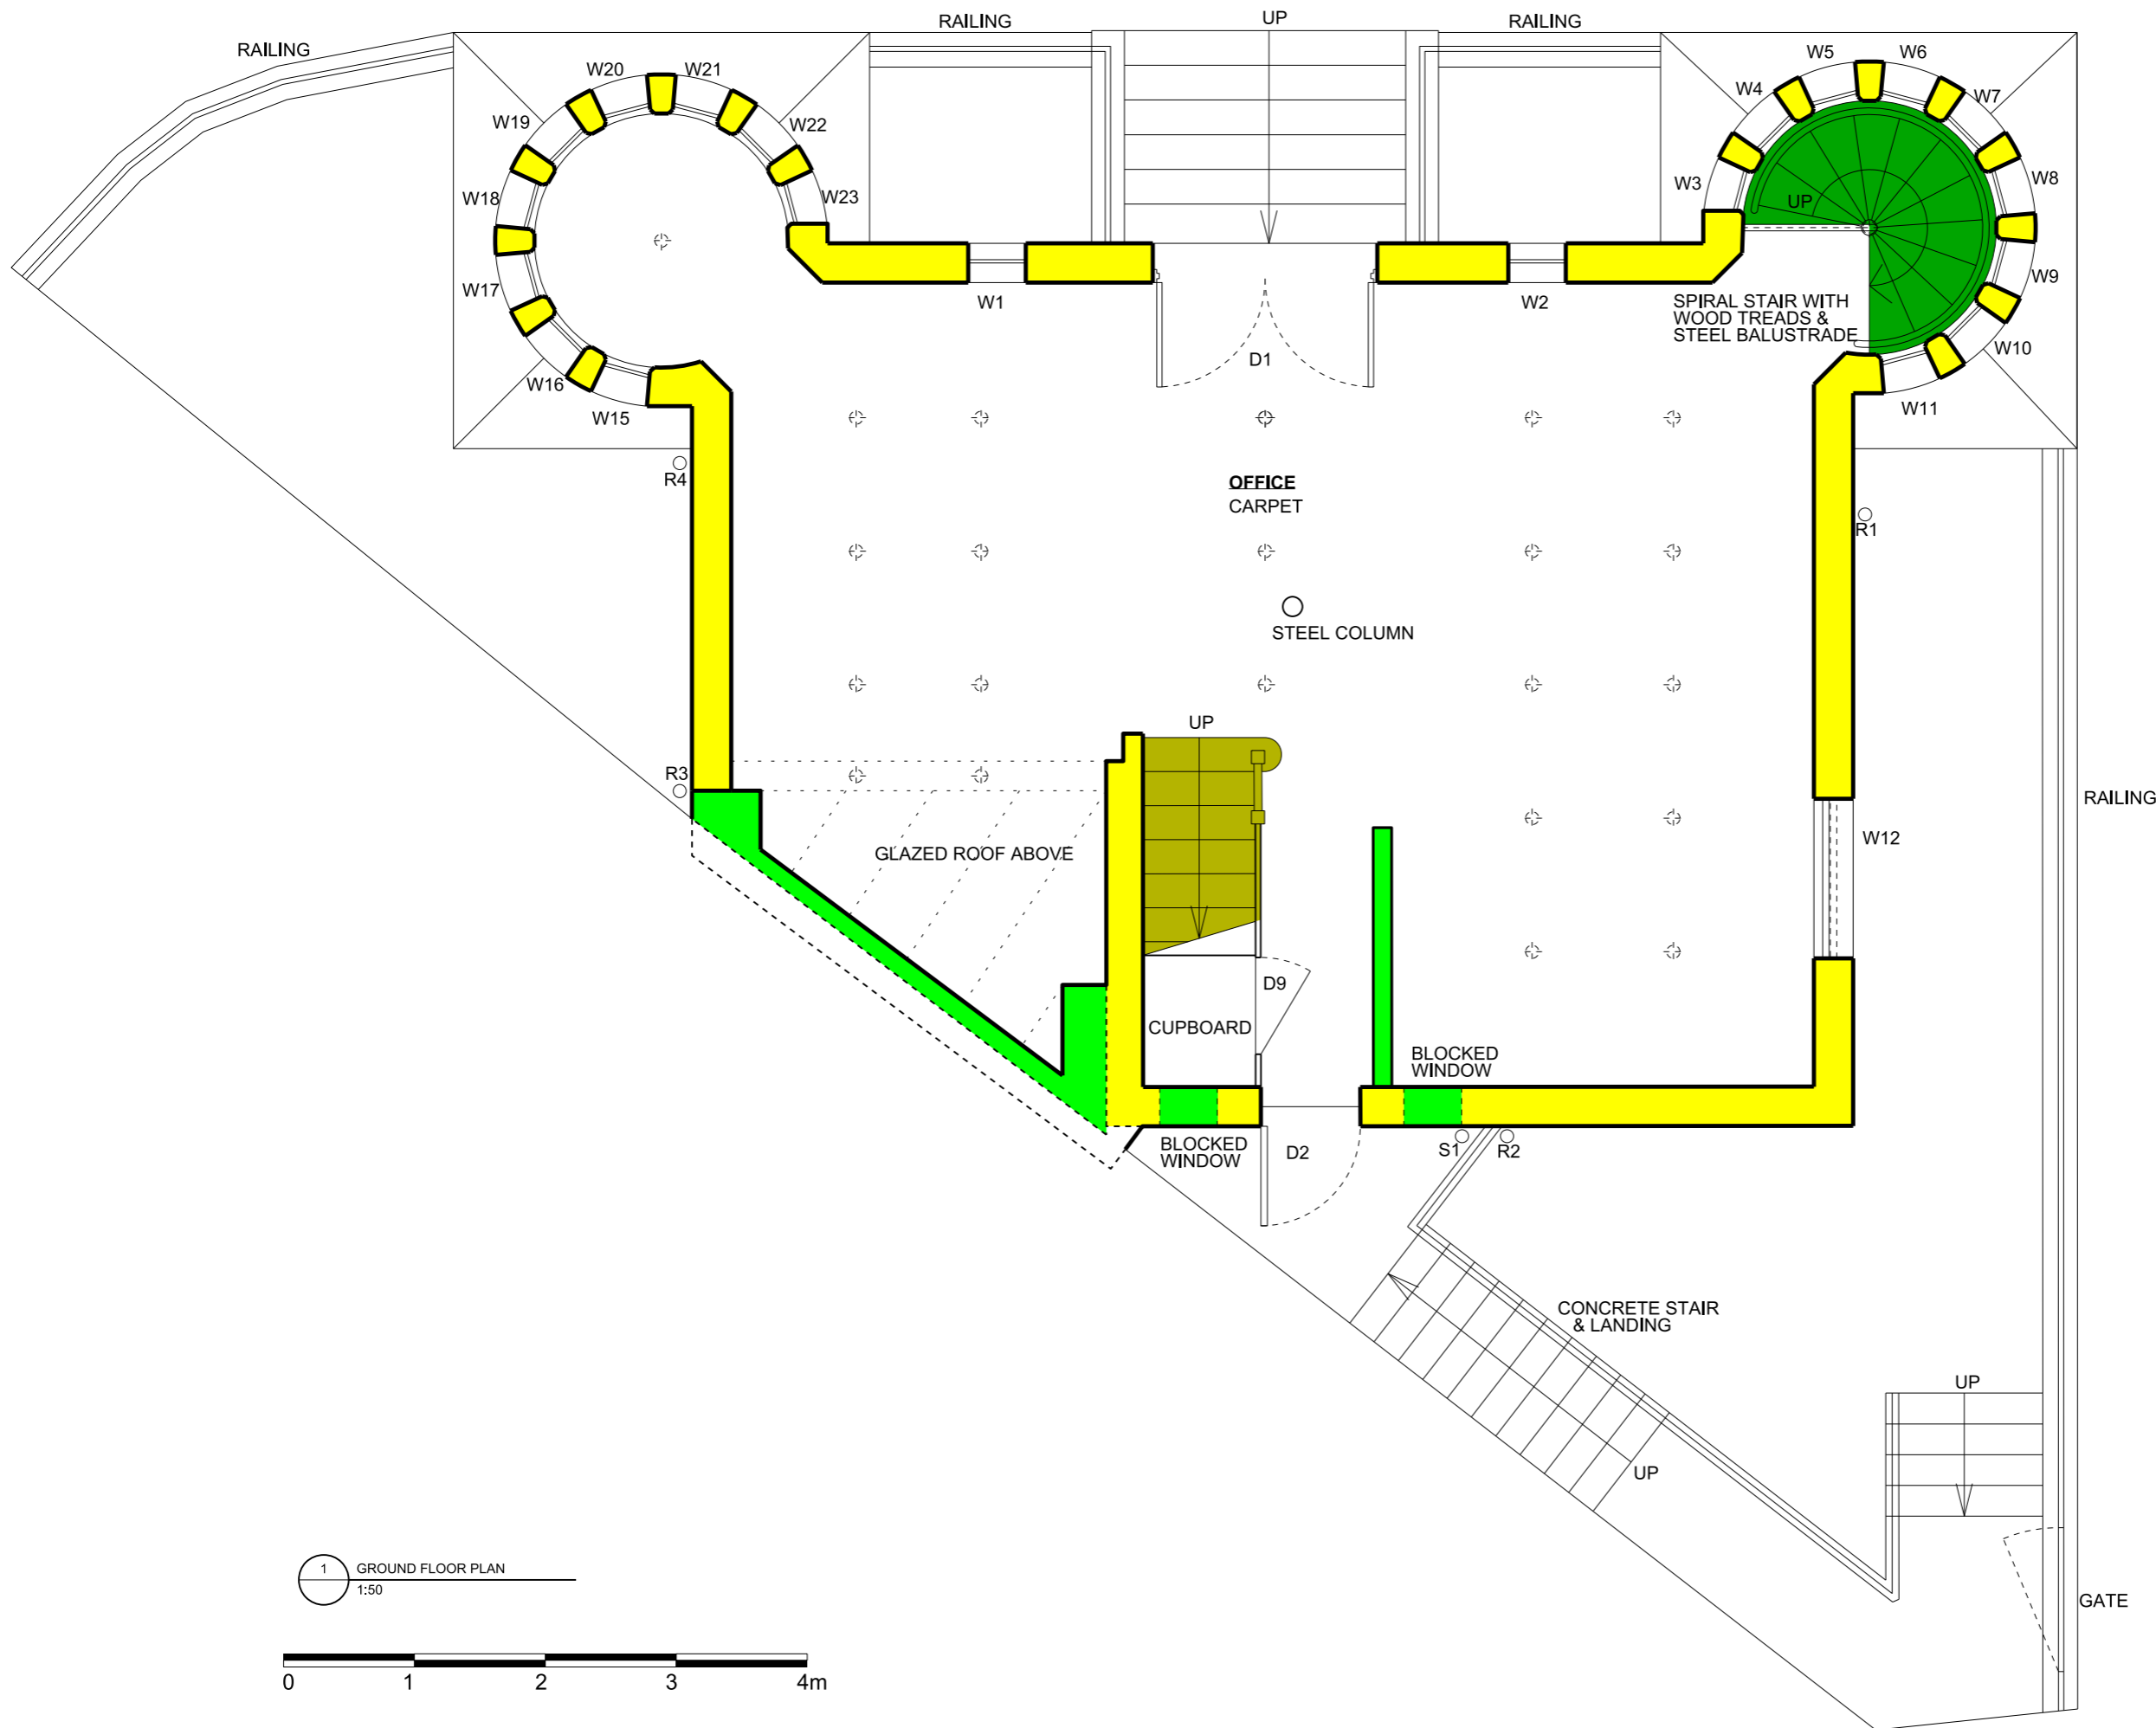 RAILING
UP
RAILING
RAILING
W20
W21
W5
W6
W19
W22
W4
W7
W18
W23
W3
W8
UP
W17
W9
W1
W2
SPIRAL STAIR WITH
WOOD TREADS &
STEEL BALUSTRADE
W16
D1
W10
W15
W11
R4
OFFICE
CARPET
R1
STEEL COLUMN
UP
R3
RAILING
GLAZED ROOF ABOVE
W12
D9
CUPBOARD
BLOCKED
WINDOW
BLOCKED
WINDOW
D2
S1
R2
CONCRETE STAIR
& LANDING
UP
UP
GATE
1
GROUND FLOOR PLAN
1:50
0 1 2 3 4m